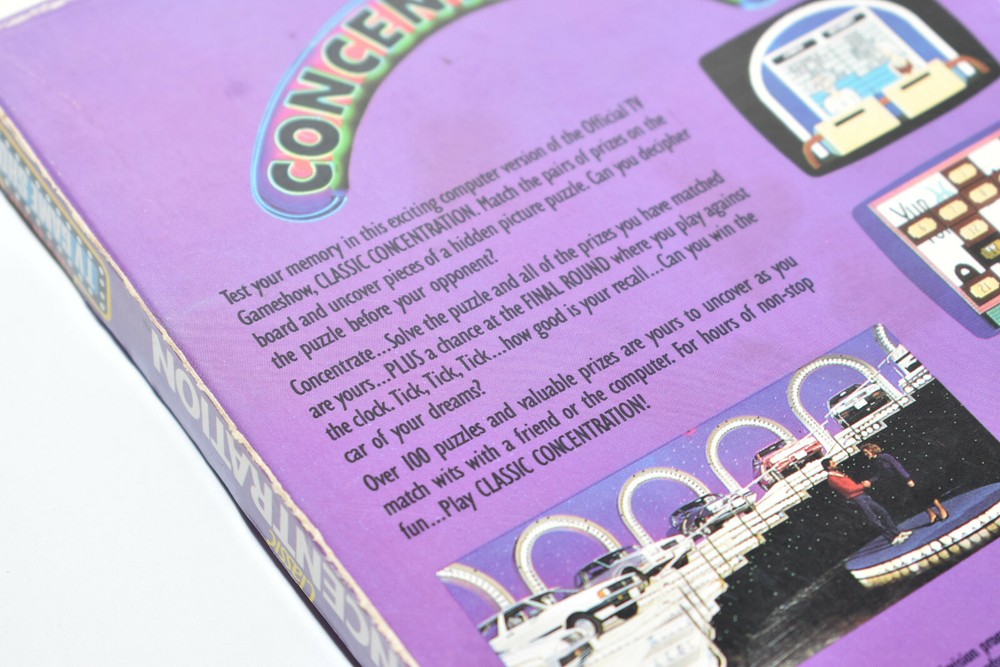 CONCEN
Test your memory in this exciting computer version of the Official TV
Gameshow, CLASSIC CONCENTRATION. Match the pairs of prizes on the
board and uncover pieces of a hidden picture puzzle. Can you decipher
the puzzle before your opponent?
Concentrate...Solve the puzzle and all of the prizes you have matched
are yours...PLUS a chance at the FINAL ROUND where you play against
the clock. Tick, Tick, Tick...how good is your recall...Can you win the
car of your dreams?
Over 100 puzzles and valuable prizes are yours to uncover as you
match wits with a friend or the computer. For hours of non-stop
fun...Play CLASSIC CONCENTRATION!
Classic
NCENTRATION